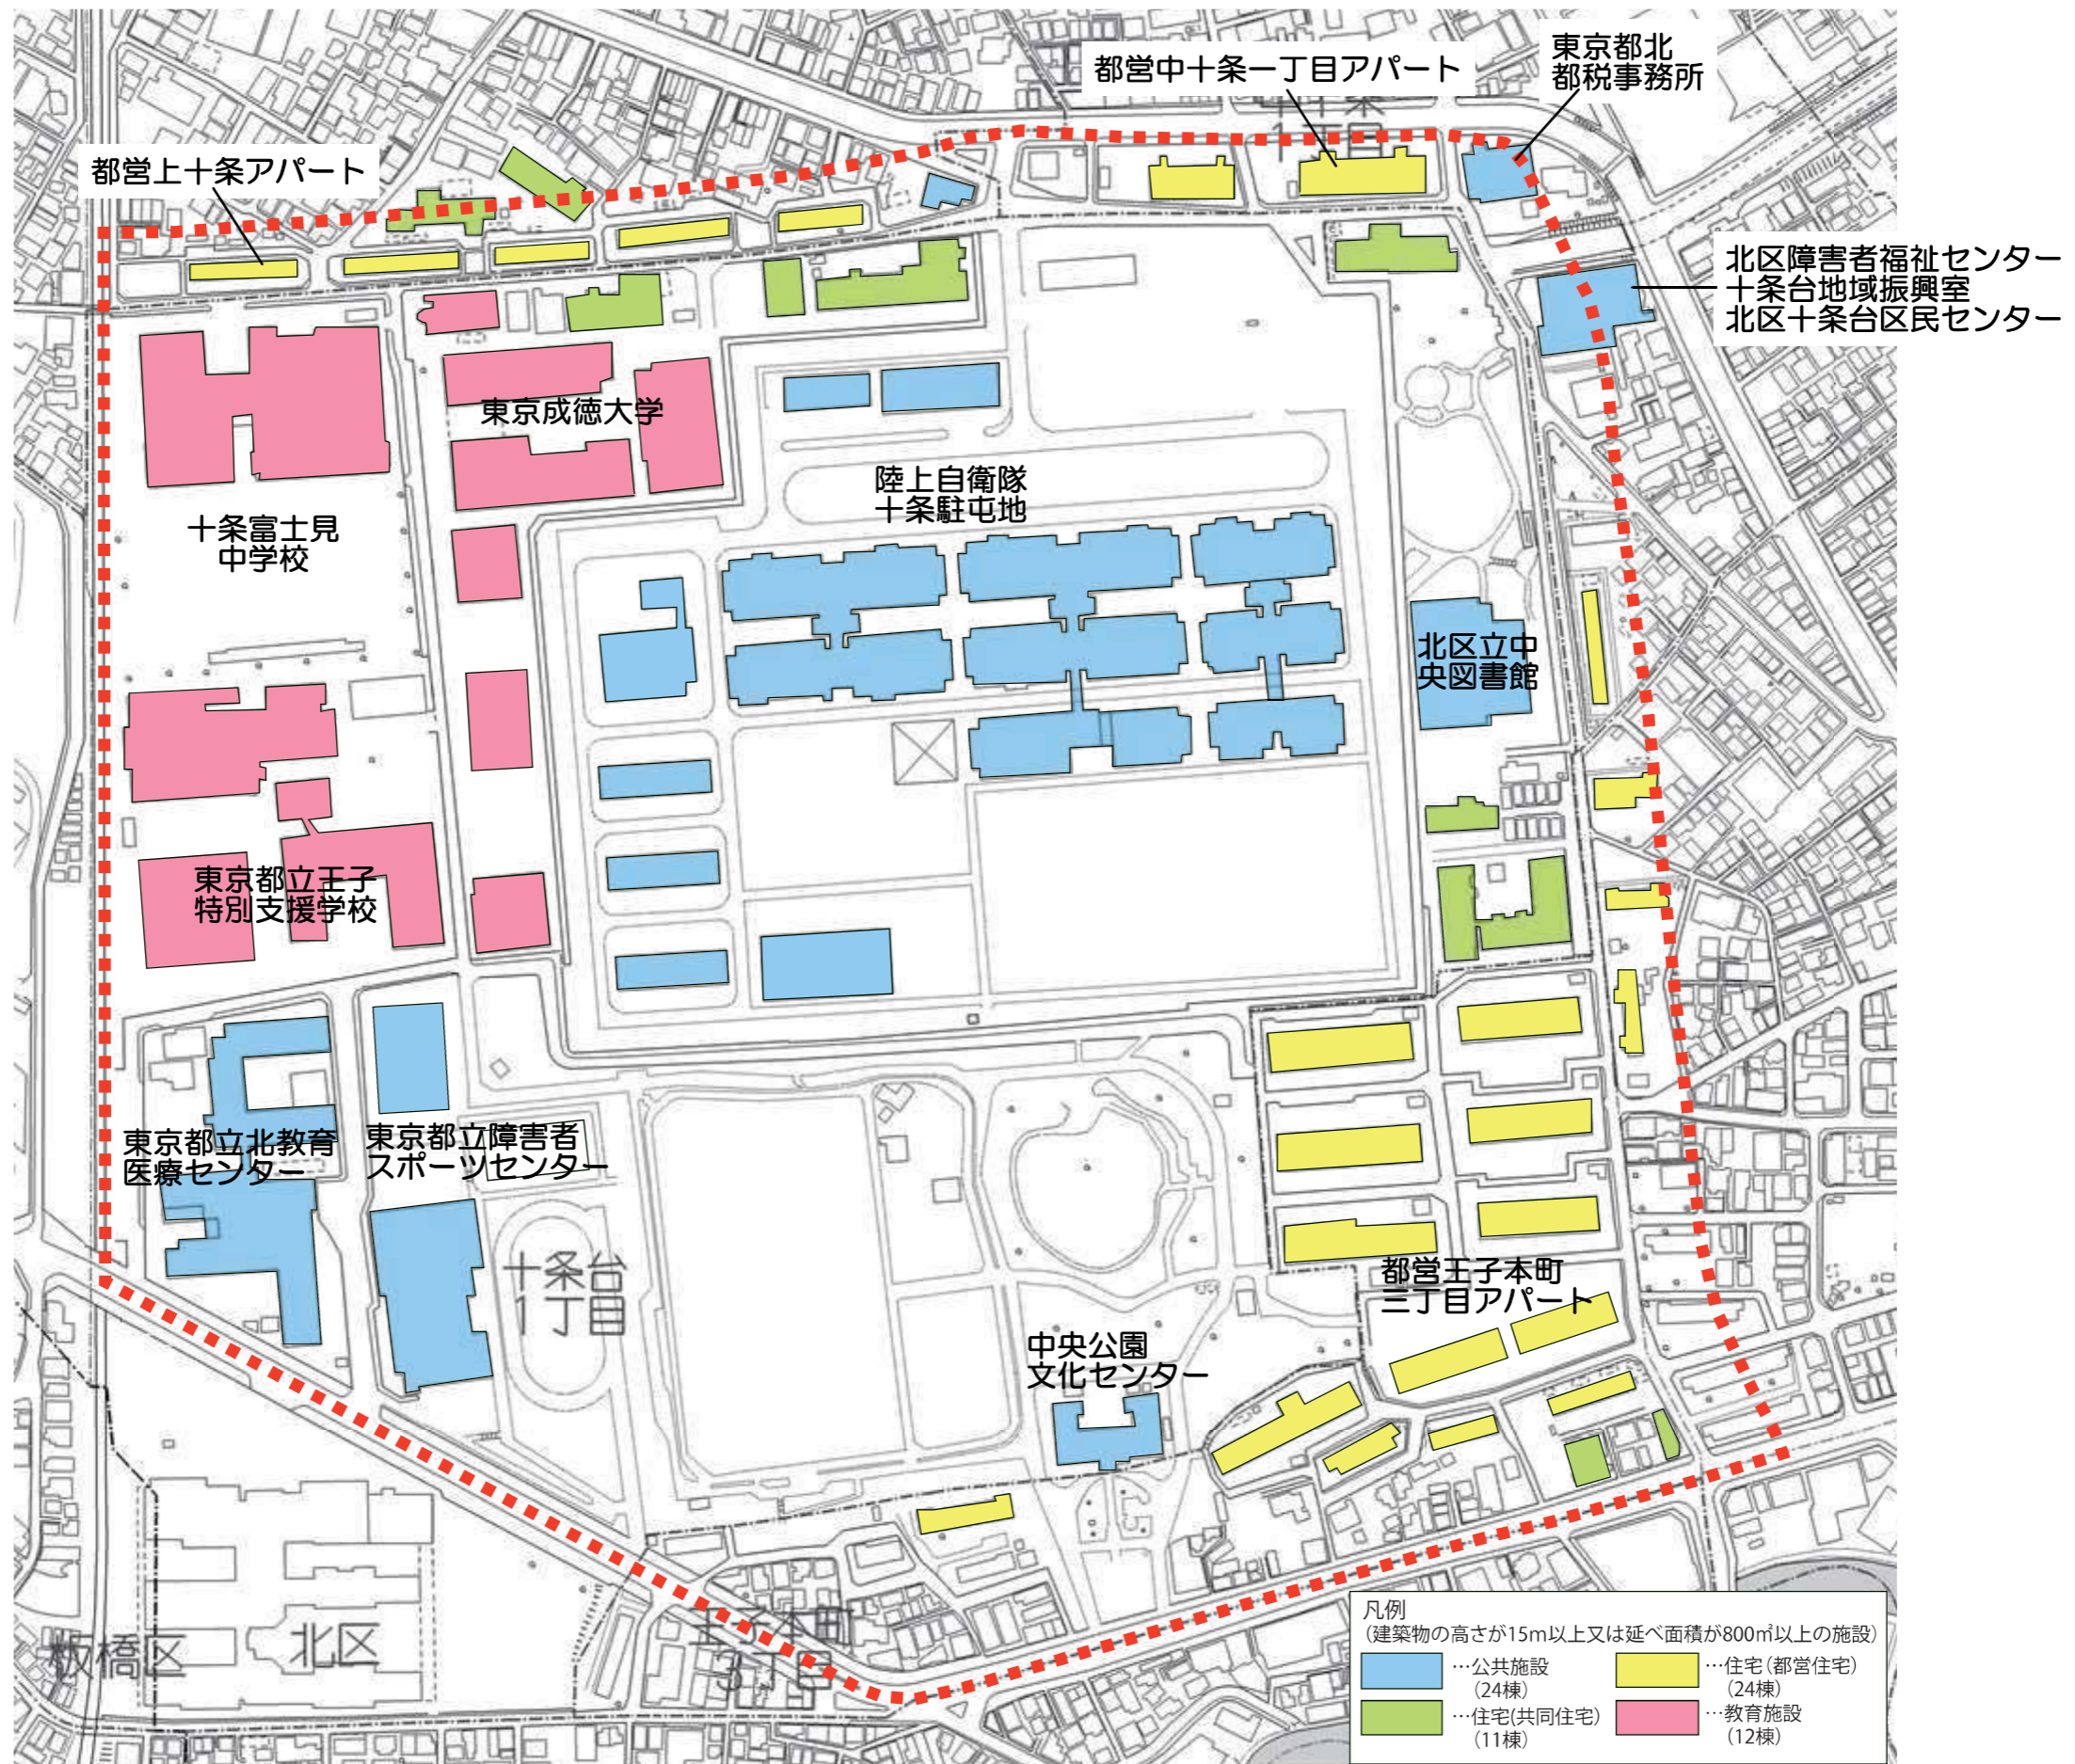 都営中十条一丁目アパート
東京都北
都税事務所
都営上十条アパート
北区障害者福祉センター
十条台地域振興室
北区十条台区民センター
東京成徳大学
陸上自衛隊
十条駐屯地
十条富士見
中学校
北区立中
央図書館
東京都立王子
特別支援学校
東京都立北教育
医療センター
東京都立障害者
スポーツセンター
十条台
1丁目
都営王子本町
三丁目アパート
中央公園
文化センター
板橋区
北区
3丁目
凡例
(建築物の高さが15m以上又は延べ面積が800㎡以上の施設)
…公共施設
(24棟)
…住宅(都営住宅)
(24棟)
…住宅(共同住宅)
(11棟)
…教育施設
(12棟)